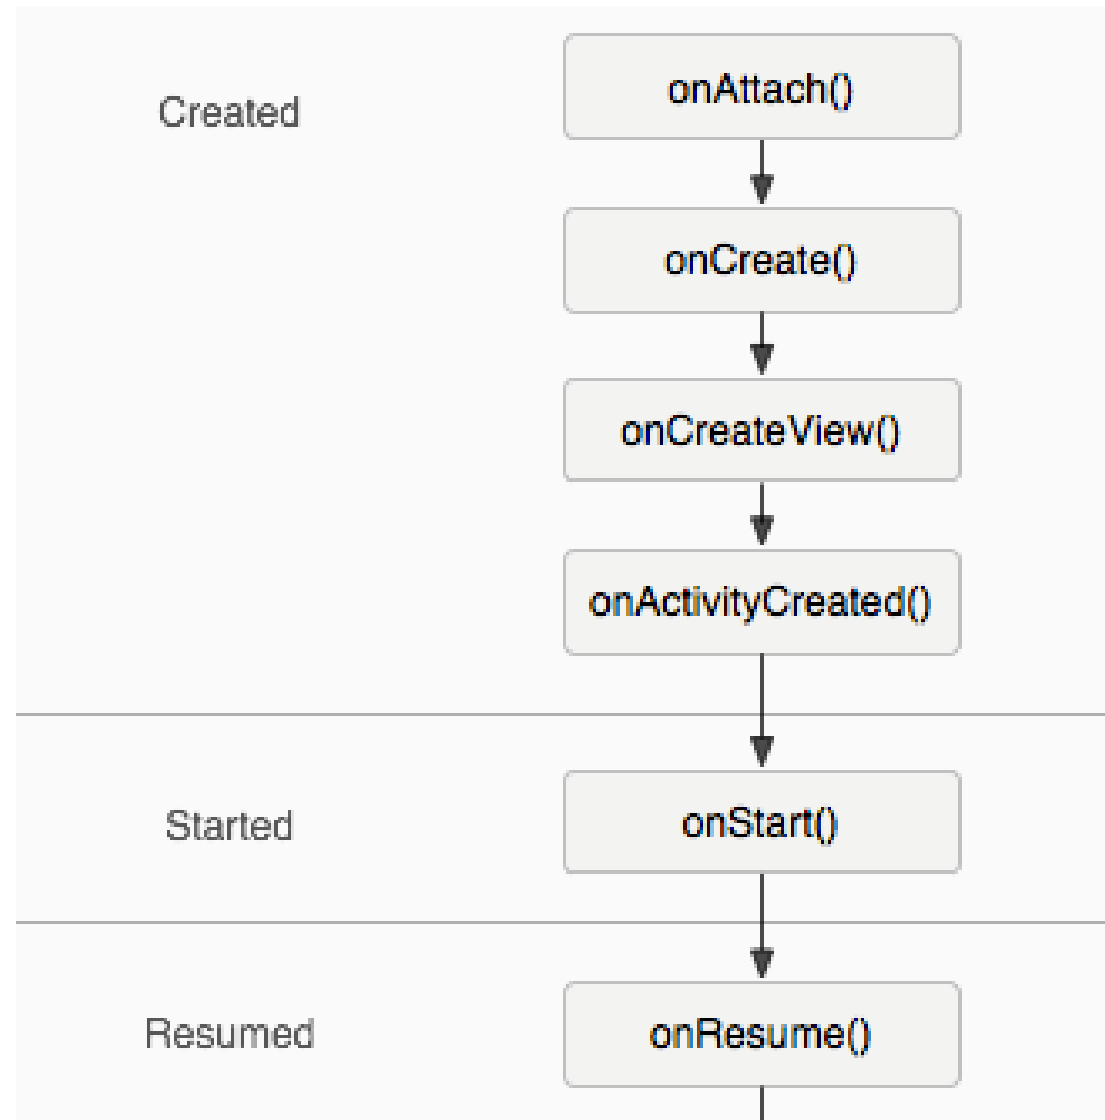 Created
onAttach()
onCreate()
onCreateView()
onActivityCreated()
Started
onStart()
Resumed
onResume()